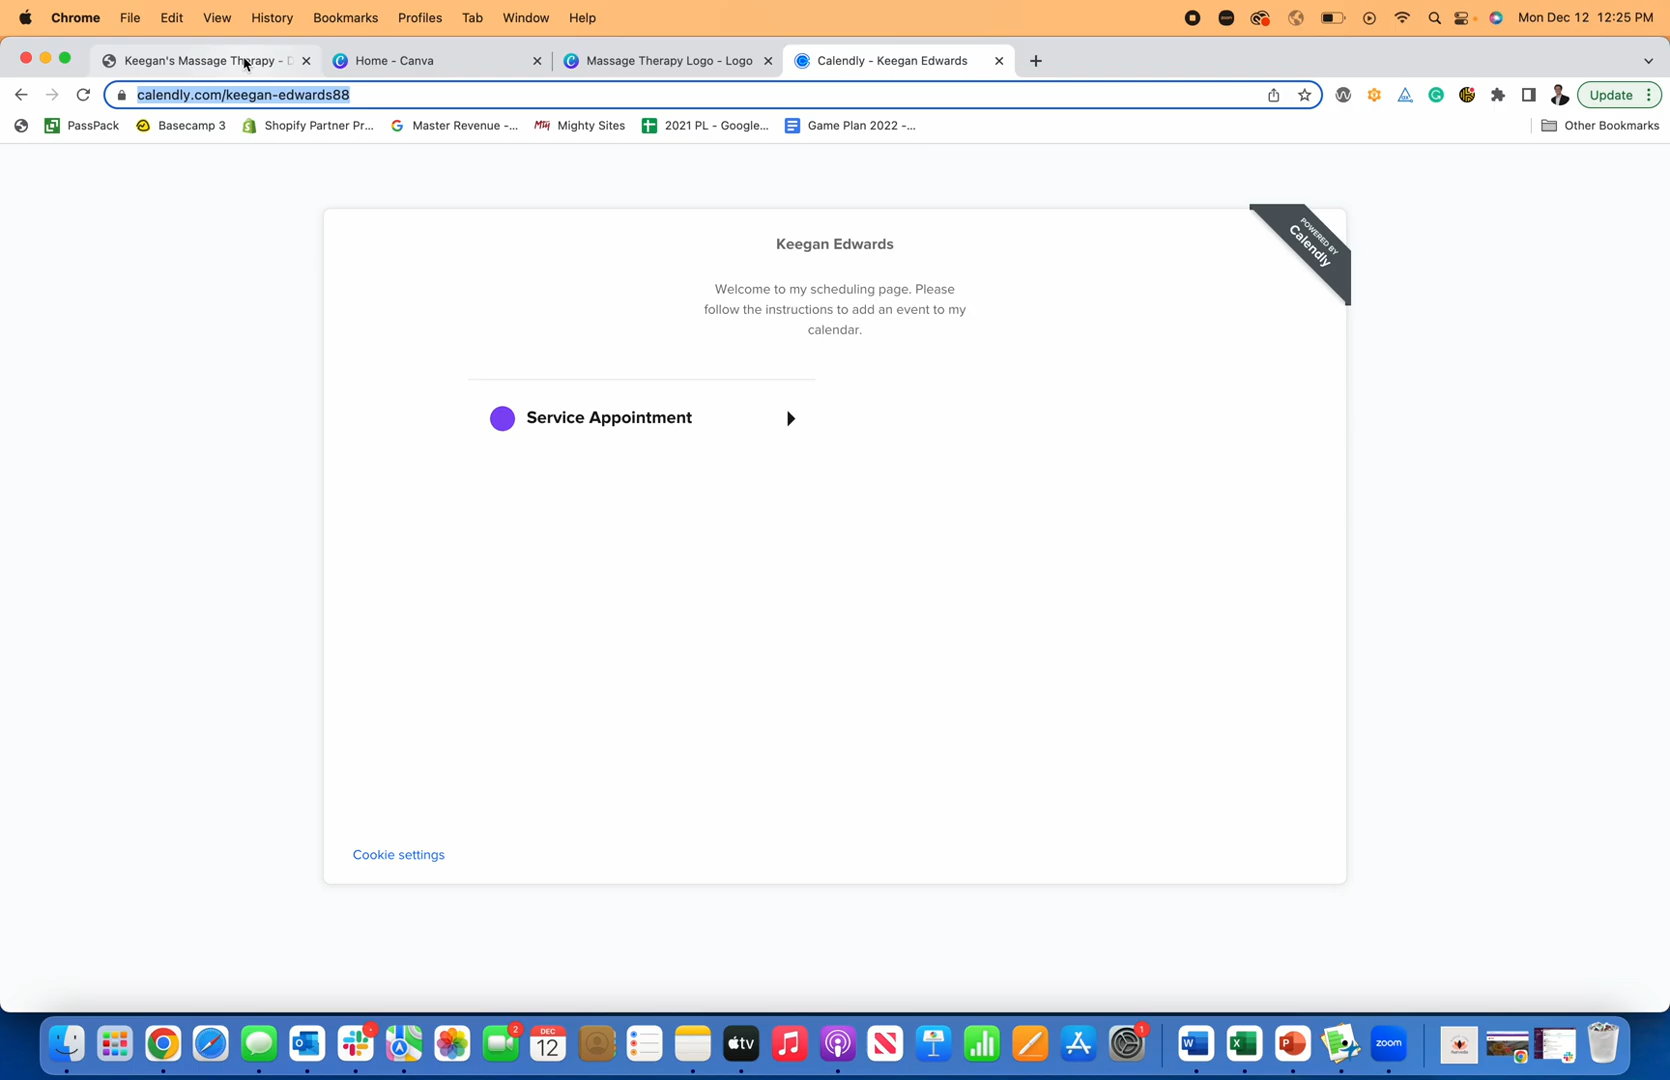 Chrome File Edit View History Bookmarks Profiles Tab Window Help Mon Dec 12 12:25 PM
Keegan's Massage Therapy - D Home - Canva Massage Therapy Logo - Logo Calendly - Keegan Edwards
calendly.com/keegan-edwards88 Update
PassPack Basecamp 3 Shopify Partner Pr... Master Revenue -... Mighty Sites 2021 PL - Google... Game Plan 2022 -... Other Bookmarks
POWERED BY
Calendly
Keegan Edwards
Welcome to my scheduling page. Please
follow the instructions to add an event to my
calendar.
Service Appointment
Cookie settings
2
DEC
12
tv
1
W
X
P
zoom